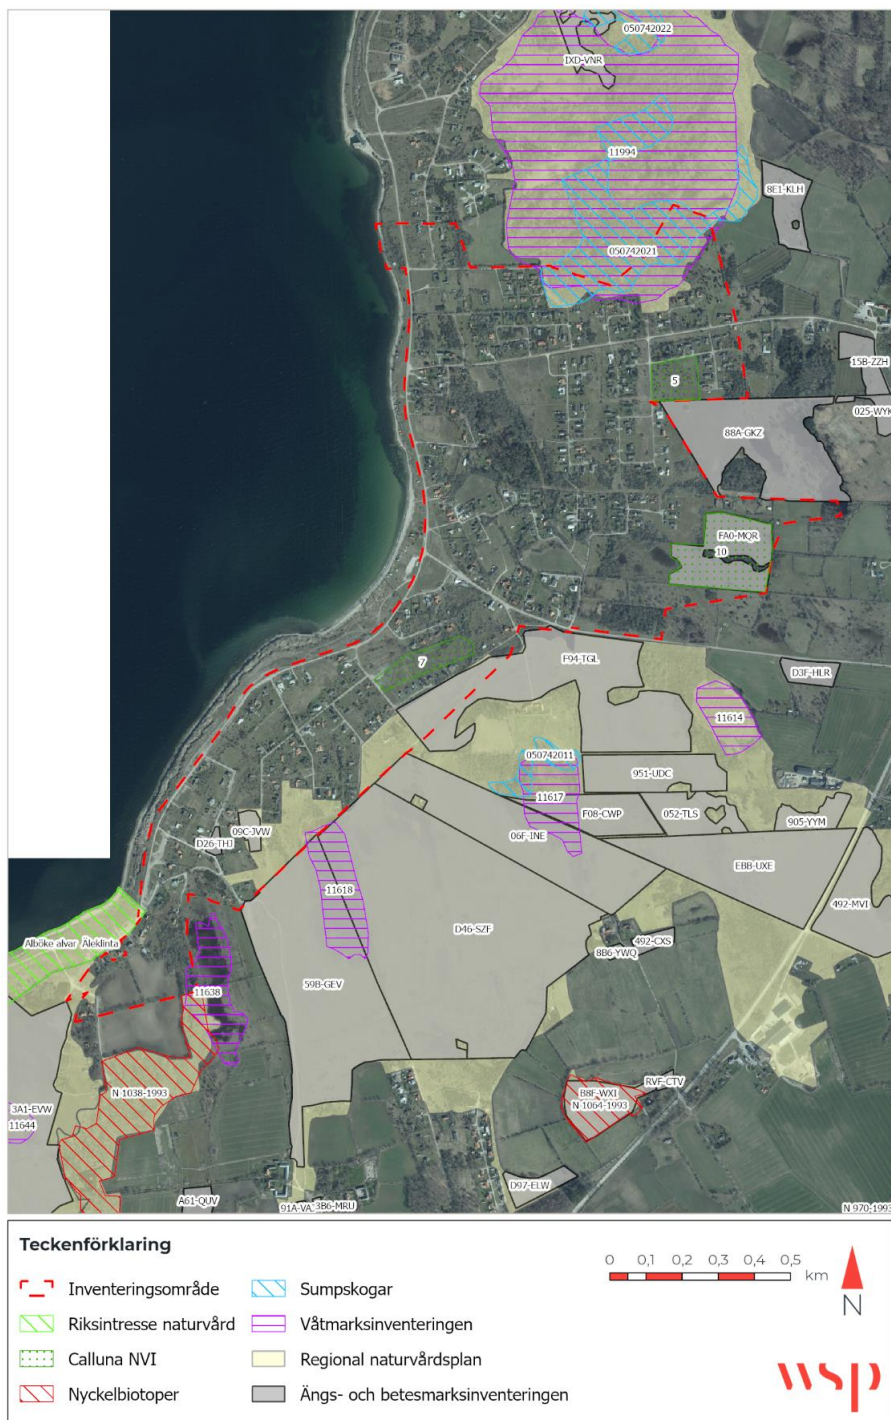 050742022
IXD-VNR
11994
8E1-KLH
050742021
15B-ZZH
5
025-WYK
88A-GKZ
FA0-MQR
10
F94-TGL
7
D3F-HLR
11614
050742011
951-UDC
11617
F08-CWP
052-TLS
905-YYM
09C-JVW
D26-THJ
06F-INE
EBB-UXE
11618
492-MVI
D46-SZF
Alböke alvar Äleklinta
492-CXS
8B6-YWQ
59B-GEV
11638
RVF-CTV
N 1038-1993
B8F-WXI
N 1064-1993
3A1-EVW
11644
D97-ELW
A61-QUV
91A-VA
3B6-MRU
N 970-1993
Teckenförklaring
Inventeringsområde
Sumpskogar
Riksintresse naturvård
Våtmarksinventeringen
Calluna NVI
Regional naturvårdsplan
Nyckelbiotoper
Ängs- och betesmarksinventeringen
0 0,1 0,2 0,3 0,4 0,5
km
N
wsp